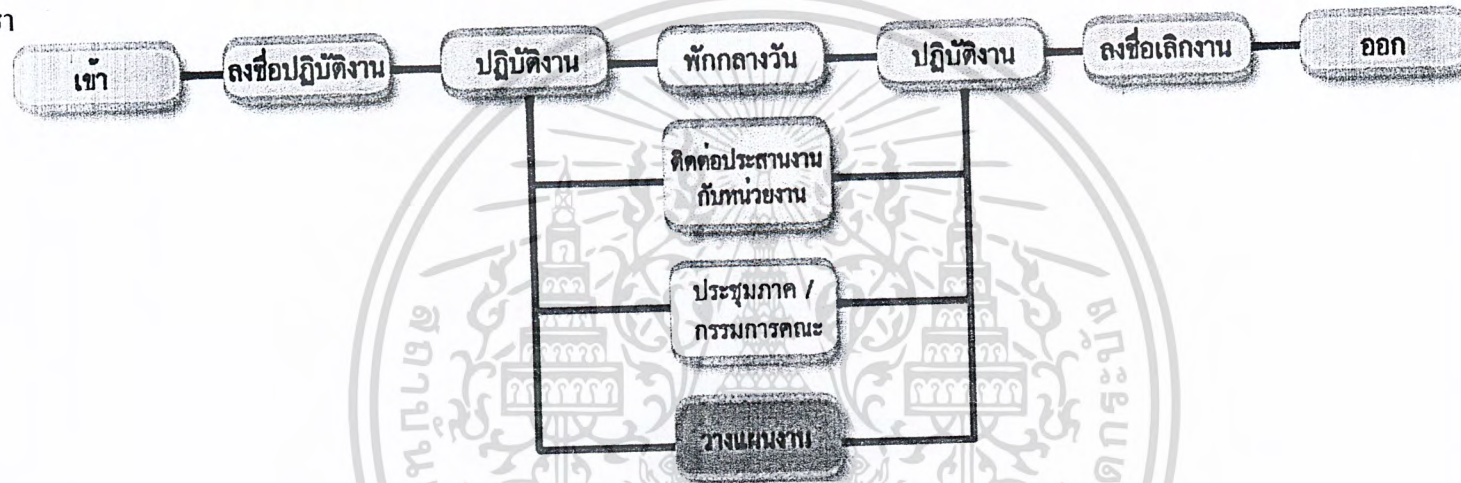 เข้า
ลงชื่อปฏิบัติงาน
ปฏิบัติงาน
พักกลางวัน
ปฏิบัติงาน
ลงชื่อเลิกงาน
ออก
ติดต่อประสานงาน
กับหน่วยงาน
ประชุมภาค /
กรรมการคณะ
วางแผนงาน